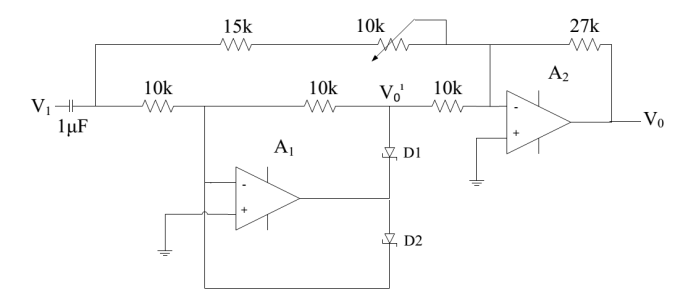 15k 10k 27k
A₂
10k 10k V₀¹ 10k
V₁ 1μF
- + V₀
A₁ D1
- +
D2